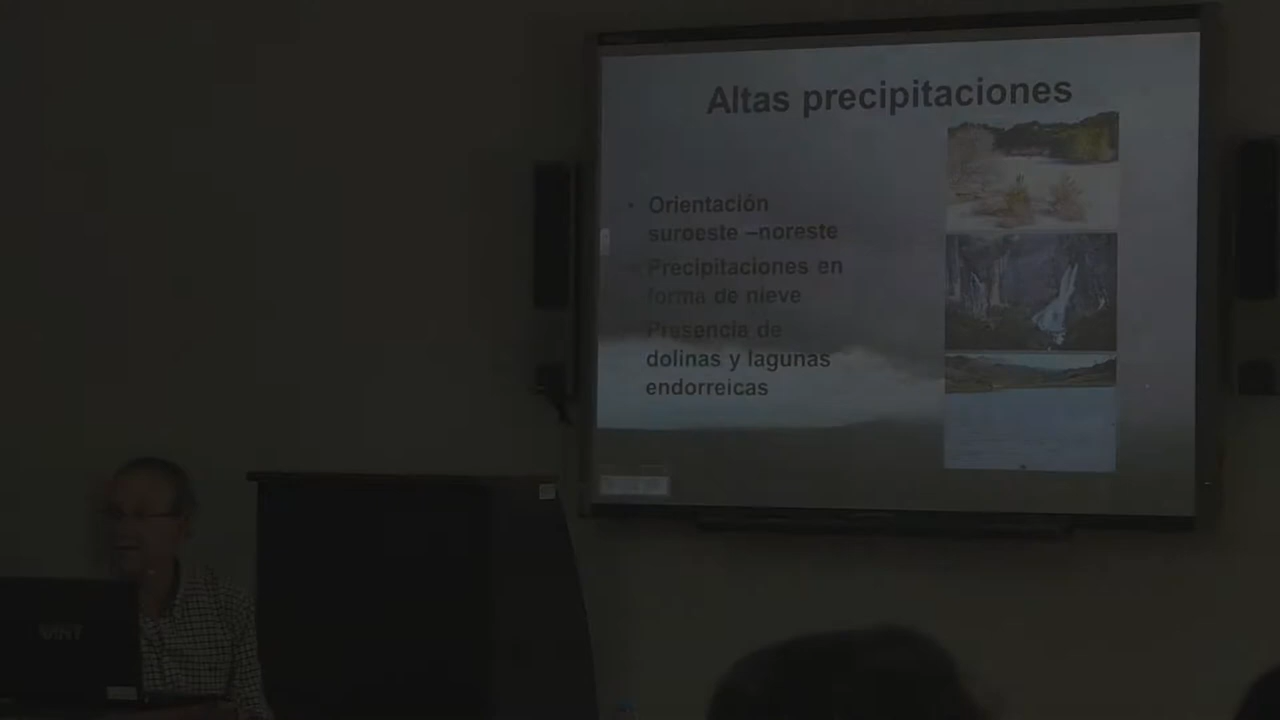 Altas precipitaciones
• Orientación
suroeste –noreste
Precipitaciones en
forma de nieve
Presencia de
dolinas y lagunas
endorreicas